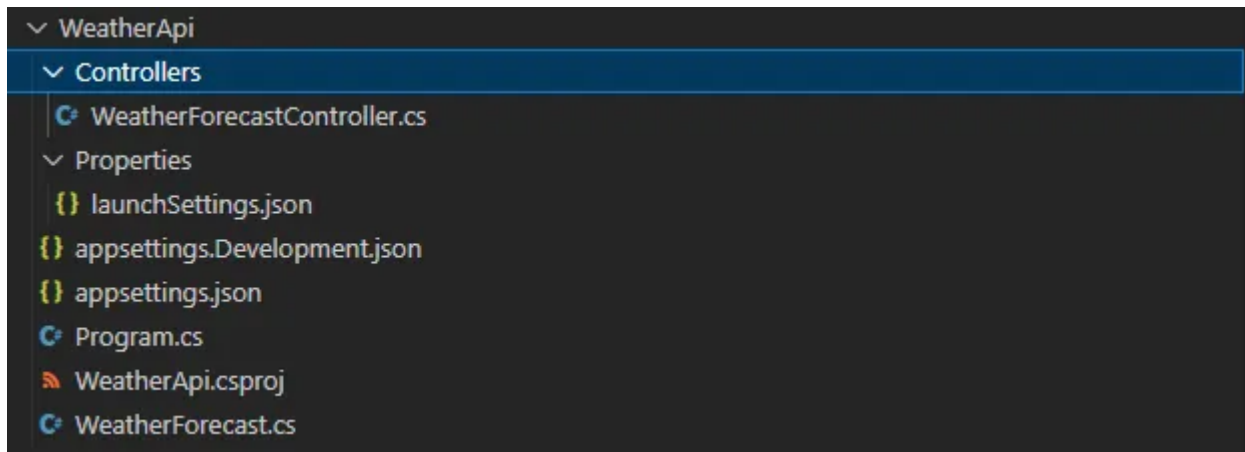 WeatherApi
Controllers
C# WeatherForecastController.cs
Properties
{} launchSettings.json
{} appsettings.Development.json
{} appsettings.json
C# Program.cs
WeatherApi.csproj
C# WeatherForecast.cs